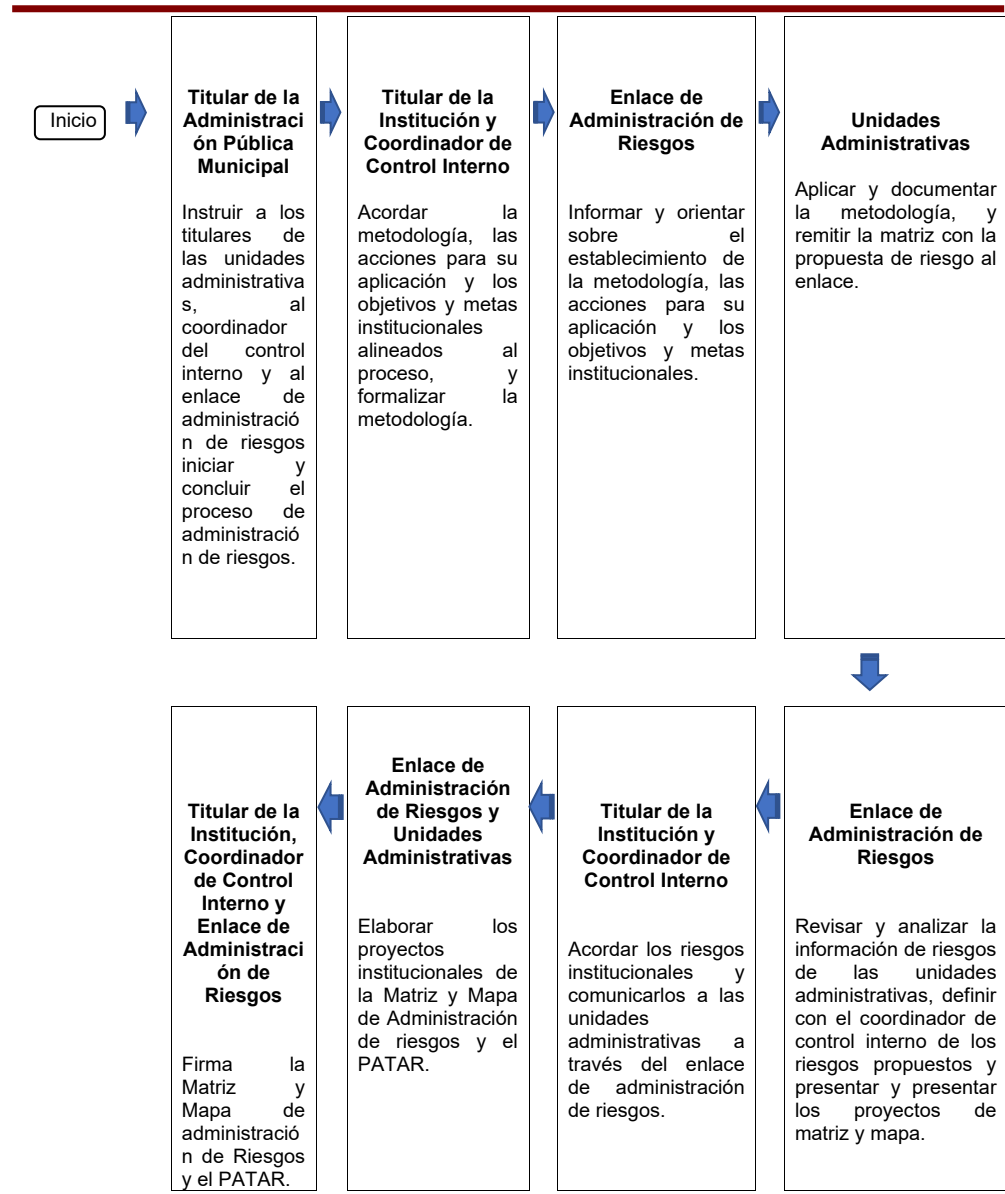 Inicio
Titular de la
Administraci
ón Pública
Municipal
Instruir a los
titulares de
las unidades
administrativa
s, al
coordinador
del control
interno y al
enlace de
administració
n de riesgos
iniciar y
concluir el
proceso de
administració
n de riesgos.
Titular de la
Institución y
Coordinador de
Control Interno
Acordar la
metodología, las
acciones para su
aplicación y los
objetivos y metas
institucionales
alineados al
proceso, y
formalizar la
metodología.
Enlace de
Administración de
Riesgos
Informar y orientar
sobre el
establecimiento de
la metodología, las
acciones para su
aplicación y los
objetivos y metas
institucionales.
Unidades
Administrativas
Aplicar y documentar
la metodología, y
remitir la matriz con la
propuesta de riesgo al
enlace.
Enlace de
Administración de
Riesgos
Revisar y analizar la
información de riesgos
de las unidades
administrativas, definir
con el coordinador de
control interno de los
riesgos propuestos y
presentar y presentar
los proyectos de
matriz y mapa.
Titular de la
Institución y
Coordinador de
Control Interno
Acordar los riesgos
institucionales y
comunicarlos a las
unidades
administrativas a
través del enlace
de administración
de riesgos.
Enlace de
Administración
de Riesgos y
Unidades
Administrativas
Elaborar los
proyectos
institucionales de
la Matriz y Mapa
de Administración
de riesgos y el
PATAR.
Titular de la
Institución,
Coordinador
de Control
Interno y
Enlace de
Administraci
ón de
Riesgos
Firma la
Matriz y
Mapa de
administració
n de Riesgos
y el PATAR.